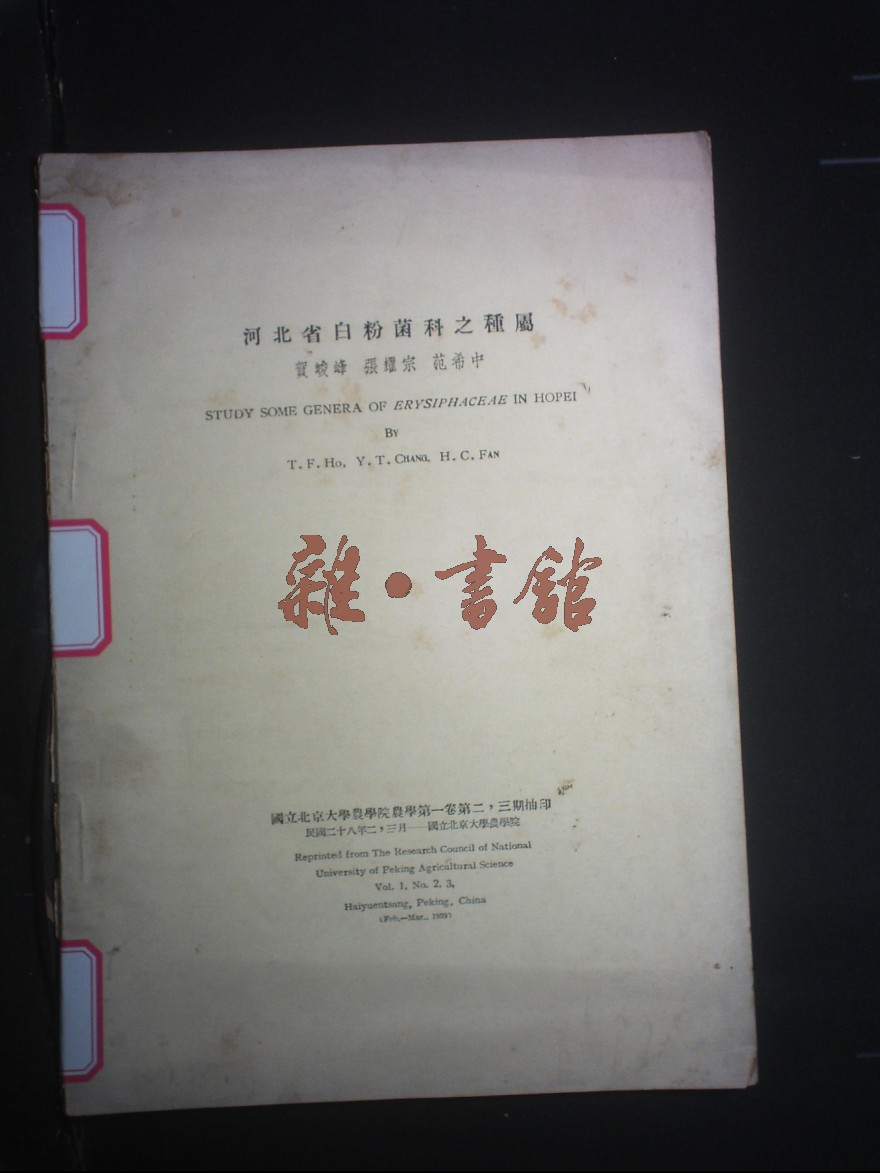 河北省白粉菌科之種屬
賀峻峰 張耀宗 范希中
STUDY SOME GENERA OF ERYSIPHACEAE IN HOPEI
BY
T. F. HO, Y. T. CHANG, H. C. FAN
雜·書館
國立北京大學農學院農學第一卷第二，三期抽印
民國二十八年二，三月——國立北京大學農學院
Reprinted from The Research Council of National
University of Peking Agricultural Science
Vol. 1, No. 2, 3,
Haiyuentsang, Peking, China
(Feb.—Mar., 1939)